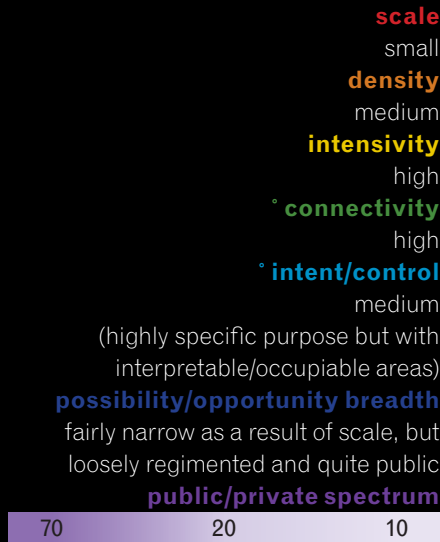 scale
small
density
medium
intensivity
high
° connectivity
high
° intent/control
medium
(highly specific purpose but with
interpretable/occupiable areas)
possibility/opportunity breadth
fairly narrow as a result of scale, but
loosely regimented and quite public
public/private spectrum
70 20 10